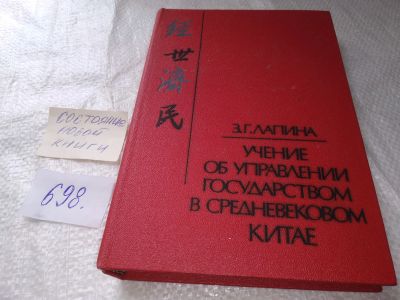 經世濟民
З.Г.ЛАПИНА
УЧЕНИЕ
ОБ УПРАВЛЕНИИ
ГОСУДАРСТВОМ
В СРЕДНЕВЕКОВОМ
КИТАЕ
СОСТОЯНИЕ
НОВОЙ
КНИГИ
698.